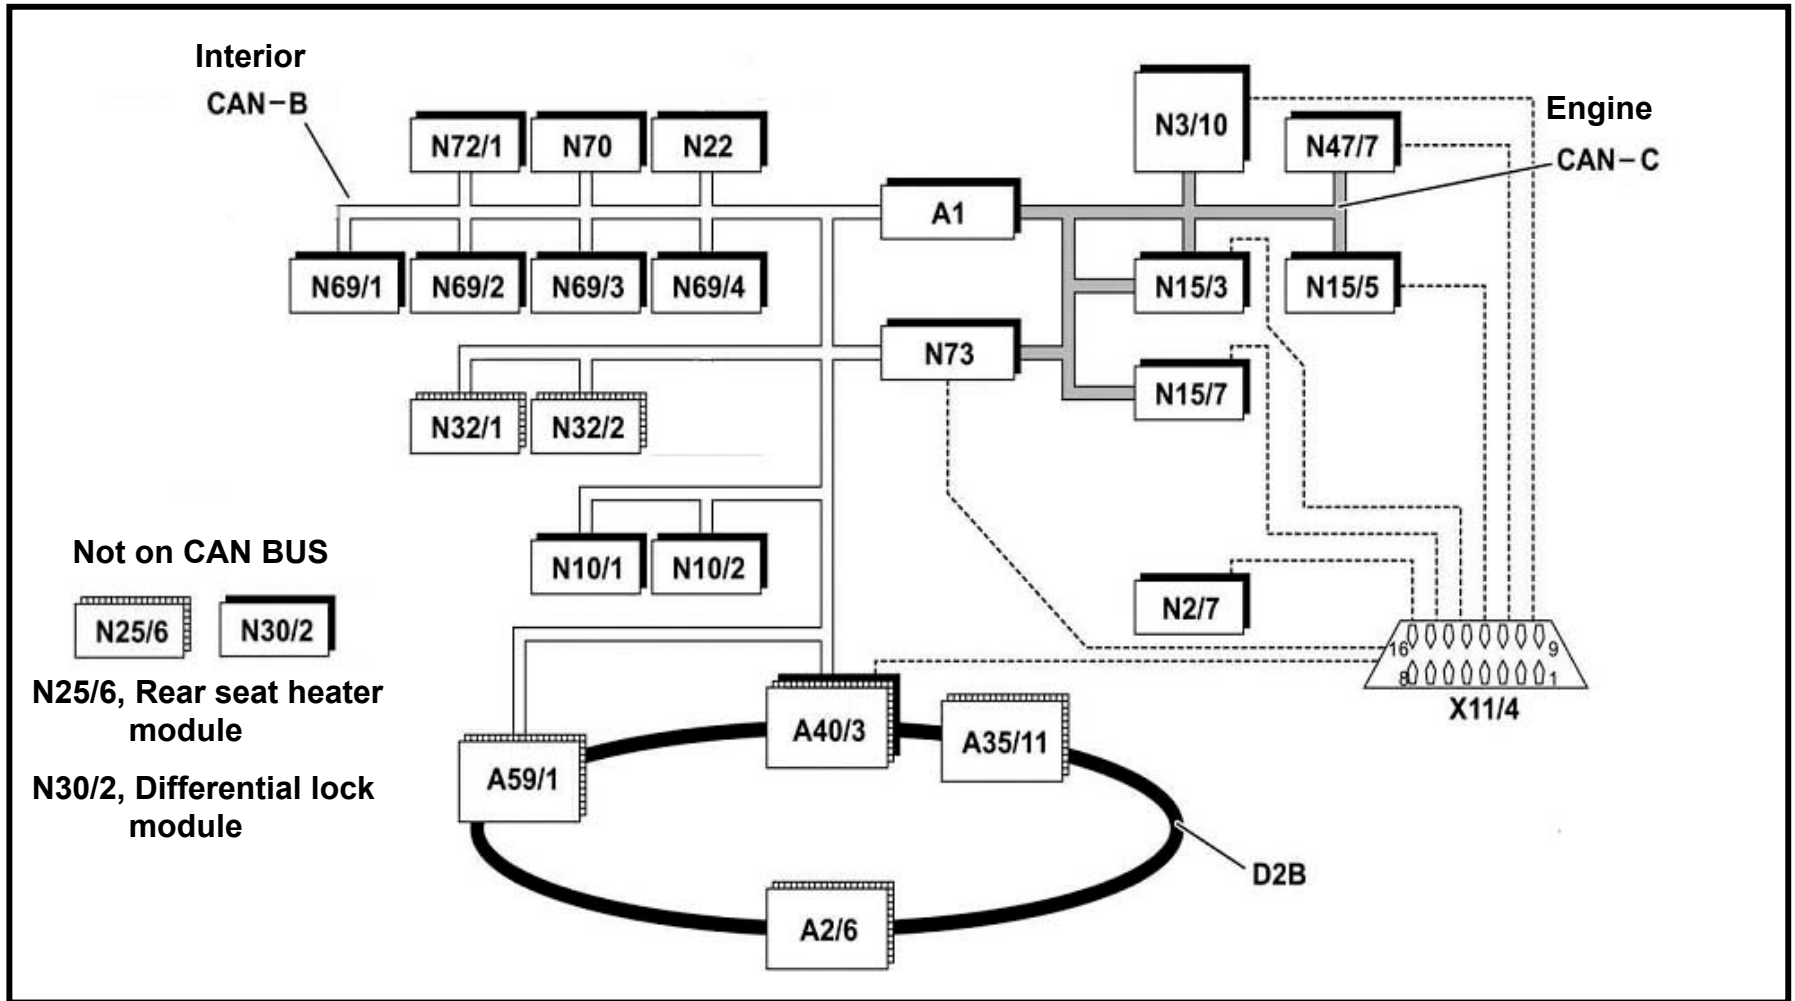 Interior
CAN–B
N72/1
N70
N22
N3/10
N47/7
Engine
CAN–C
A1
N69/1
N69/2
N69/3
N69/4
N15/3
N15/5
N73
N15/7
N32/1
N32/2
Not on CAN BUS
N10/1
N10/2
N25/6
N30/2
N2/7
16
9
8
1
X11/4
N25/6, Rear seat heater
module
N30/2, Differential lock
module
A40/3
A35/11
A59/1
D2B
A2/6